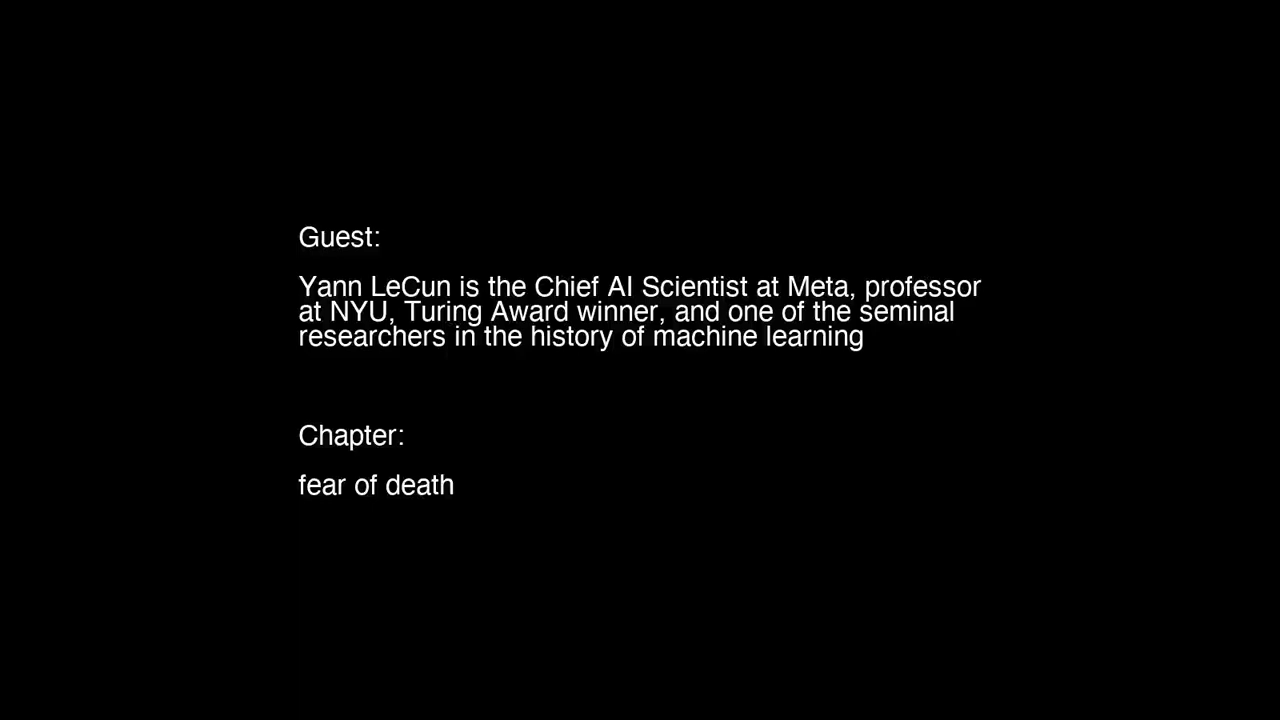 Guest:
Yann LeCun is the Chief AI Scientist at Meta, professor
at NYU, Turing Award winner, and one of the seminal
researchers in the history of machine learning
Chapter:
fear of death